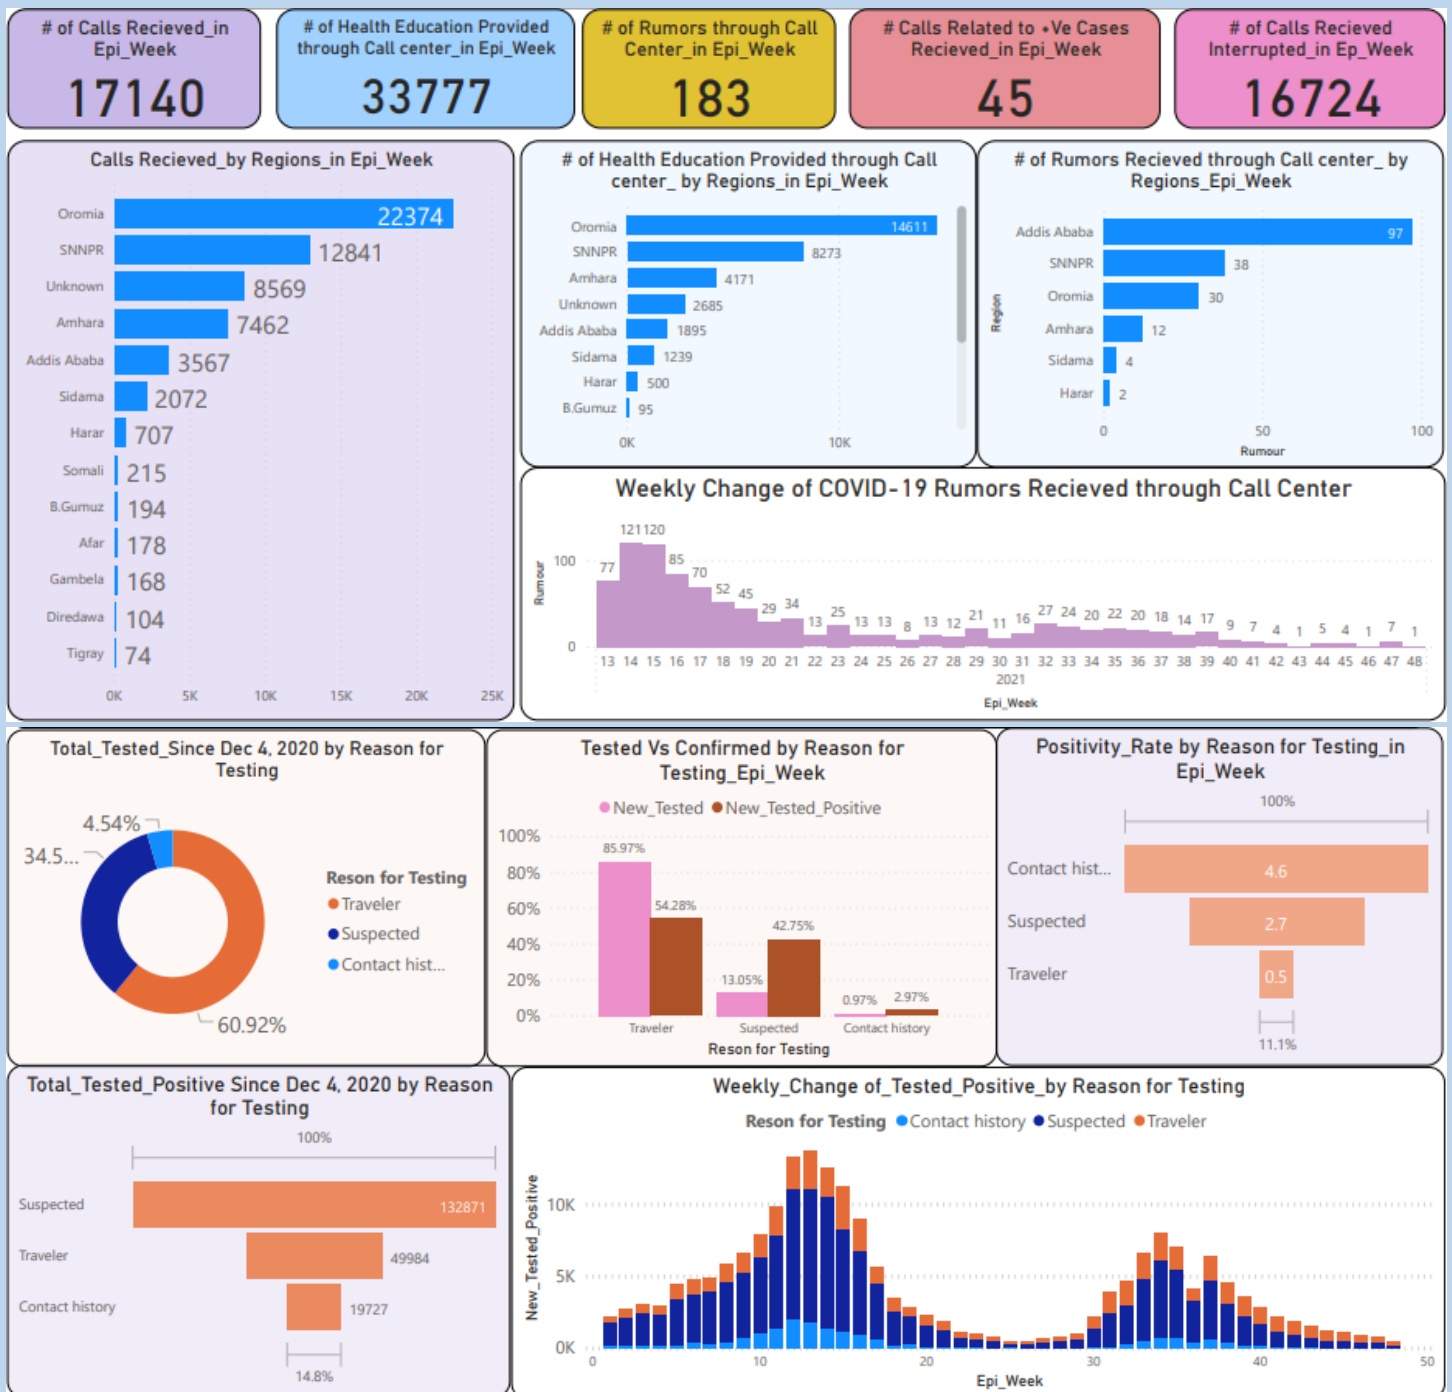 # of Calls Recieved_in
Epi_Week
17140
# of Health Education Provided
through Call center_in Epi_Week
33777
# of Rumors through Call
Center_in Epi_Week
183
# Calls Related to +Ve Cases
Recieved_in Epi_Week
45
# of Calls Recieved
Interrupted_in Ep_Week
16724
Calls Recieved_by Regions_in Epi_Week
Oromia 22374
SNNPR 12841
Unknown 8569
Amhara 7462
Addis Ababa 3567
Sidama 2072
Harar 707
Somali 215
B.Gumuz 194
Afar 178
Gambela 168
Diredawa 104
Tigray 74
0K 5K 10K 15K 20K 25K
# of Health Education Provided through Call
center_ by Regions_in Epi_Week
Oromia 14611
SNNPR 8273
Amhara 4171
Unknown 2685
Addis Ababa 1895
Sidama 1239
Harar 500
B.Gumuz 95
0K 10K
# of Rumors Recieved through Call center_ by
Regions_Epi_Week
Region
Addis Ababa 97
SNNPR 38
Oromia 30
Amhara 12
Sidama 4
Harar 2
0 50 100
Rumour
Weekly Change of COVID-19 Rumors Recieved through Call Center
Rumour
100
0
77 121 120 85 70 52 45 29 34 13 25 13 13 8 13 12 21 11 16 27 24 20 22 20 18 14 17 9 7 4 1 5 4 1 7 1
13 14 15 16 17 18 19 20 21 22 23 24 25 26 27 28 29 30 31 32 33 34 35 36 37 38 39 40 41 42 43 44 45 46 47 48
2021
Epi_Week
Total_Tested_Since Dec 4, 2020 by Reason for
Testing
4.54%
34.5...
60.92%
Reson for Testing
Traveler
Suspected
Contact hist...
Tested Vs Confirmed by Reason for
Testing_Epi_Week
New_Tested New_Tested_Positive
100%
80%
60%
40%
20%
0%
85.97% 54.28%
13.05% 42.75%
0.97% 2.97%
Traveler Suspected Contact history
Reson for Testing
Positivity_Rate by Reason for Testing_in
Epi_Week
100%
Contact hist... 4.6
Suspected 2.7
Traveler 0.5
11.1%
Total_Tested_Positive Since Dec 4, 2020 by Reason
for Testing
100%
Suspected 132871
Traveler 49984
Contact history 19727
14.8%
Weekly_Change of_Tested_Positive_by Reason for Testing
Reson for Testing Contact history Suspected Traveler
New_Tested_Positive
10K
5K
0K
0 10 20 30 40 50
Epi_Week